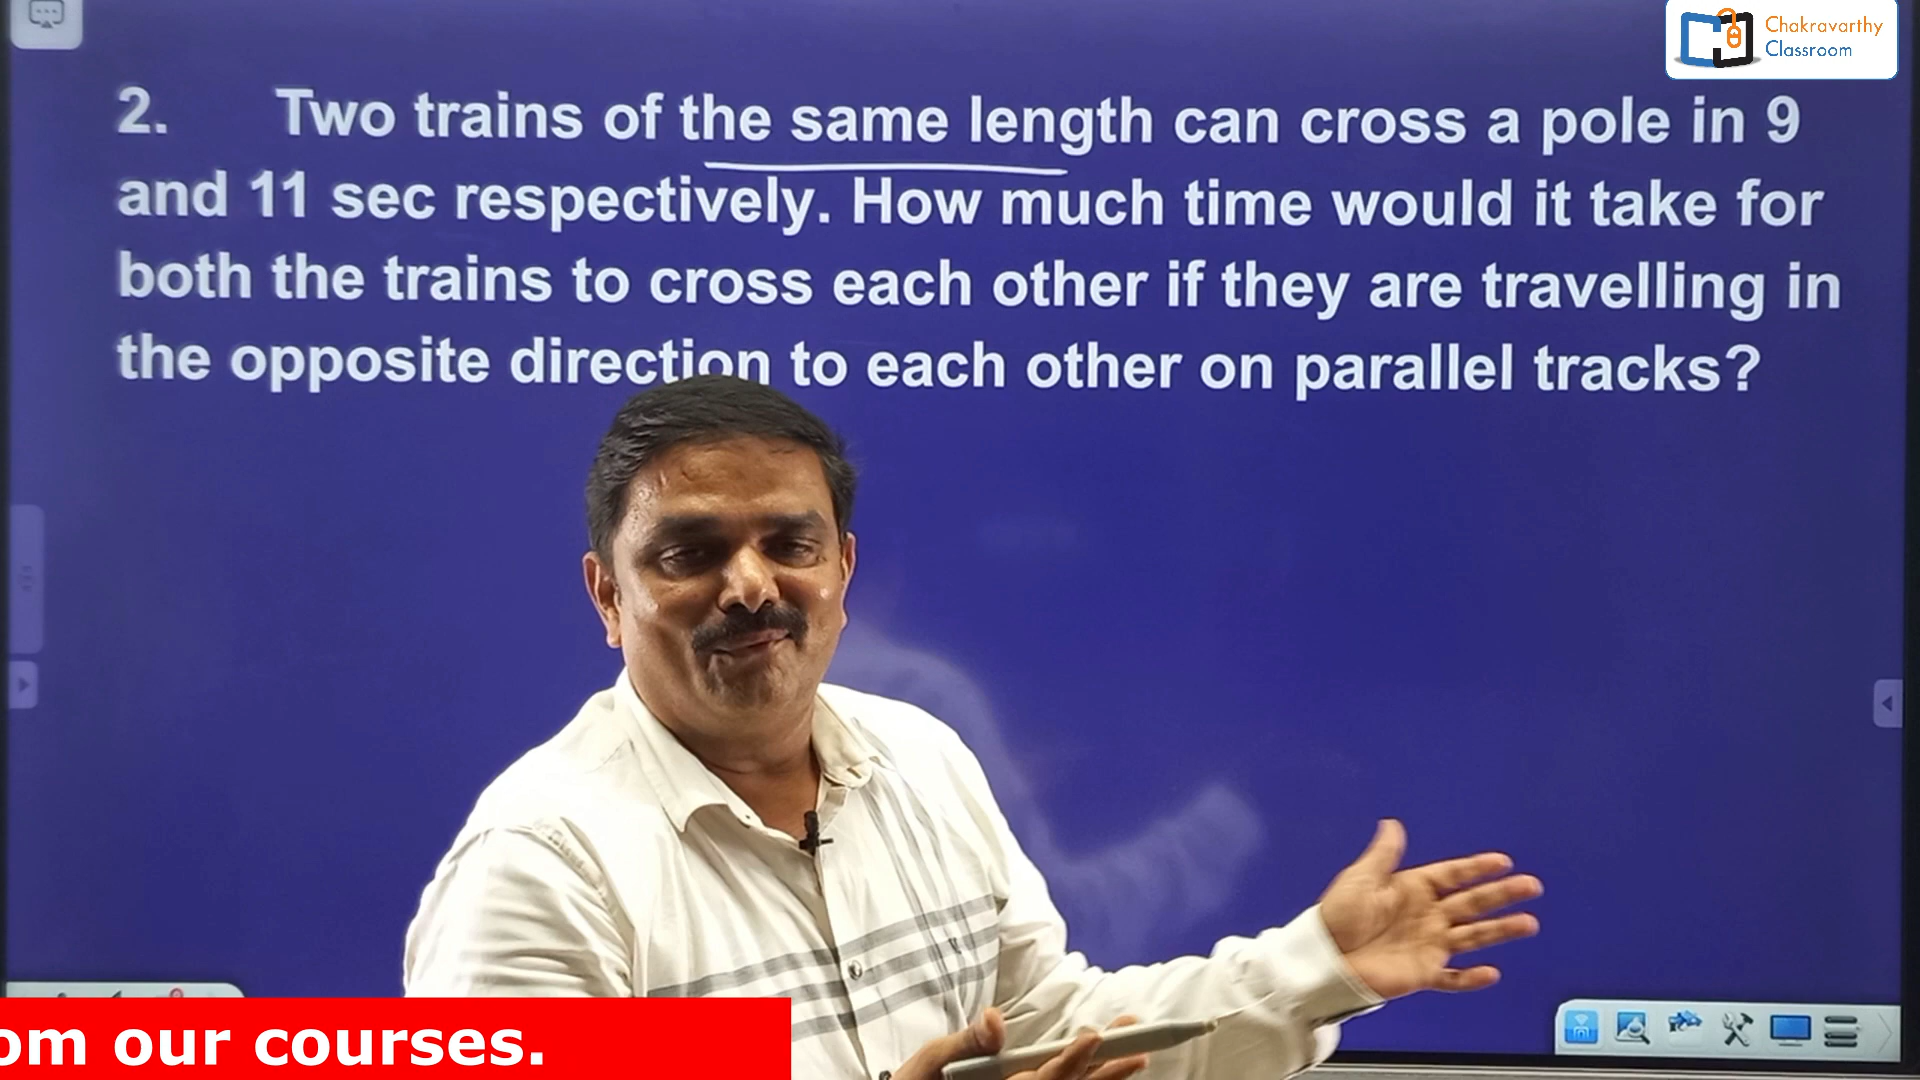 Chakravarthy
Classroom
2. Two trains of the same length can cross a pole in 9
and 11 sec respectively. How much time would it take for
both the trains to cross each other if they are travelling in
the opposite direction to each other on parallel tracks?
om our courses.